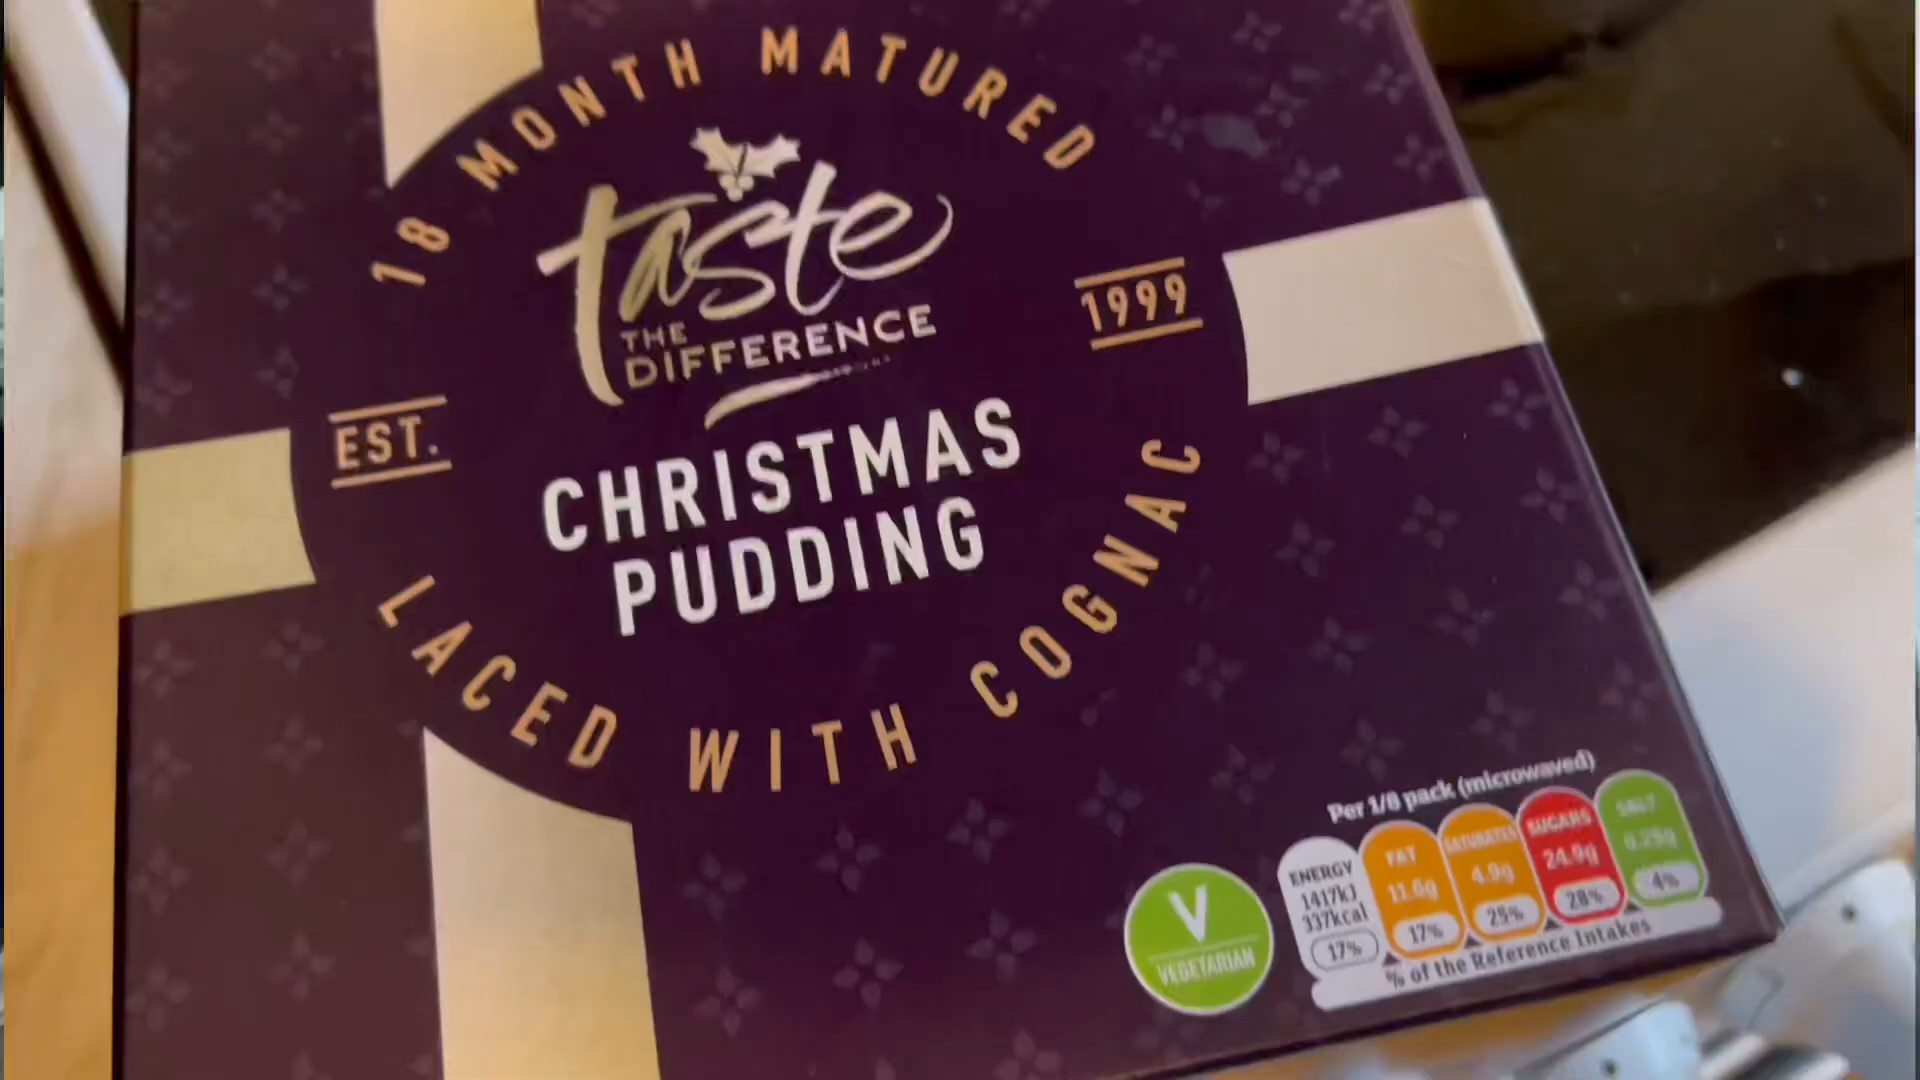 18 MONTH MATURED
taste
THE
DIFFERENCE
EST.
1999
CHRISTMAS
PUDDING
LACED WITH COGNAC
Per 1/8 pack (microwaved)
ENERGY
1417kJ
337kcal
17%
FAT
11.6g
17%
SATURATES
4.9g
25%
SUGARS
24.9g
28%
SALT
0.25g
4%
% of the Reference Intakes
V
VEGETARIAN